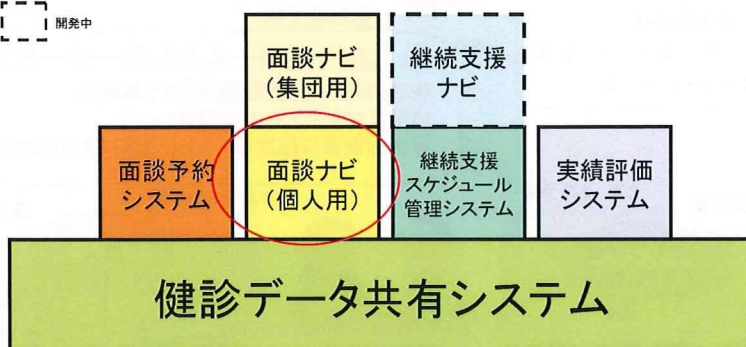 開発中
面談ナビ
（集団用）
継続支援
ナビ
面談予約
システム
面談ナビ
（個人用）
継続支援
スケジュール
管理システム
実績評価
システム
健診データ共有システム